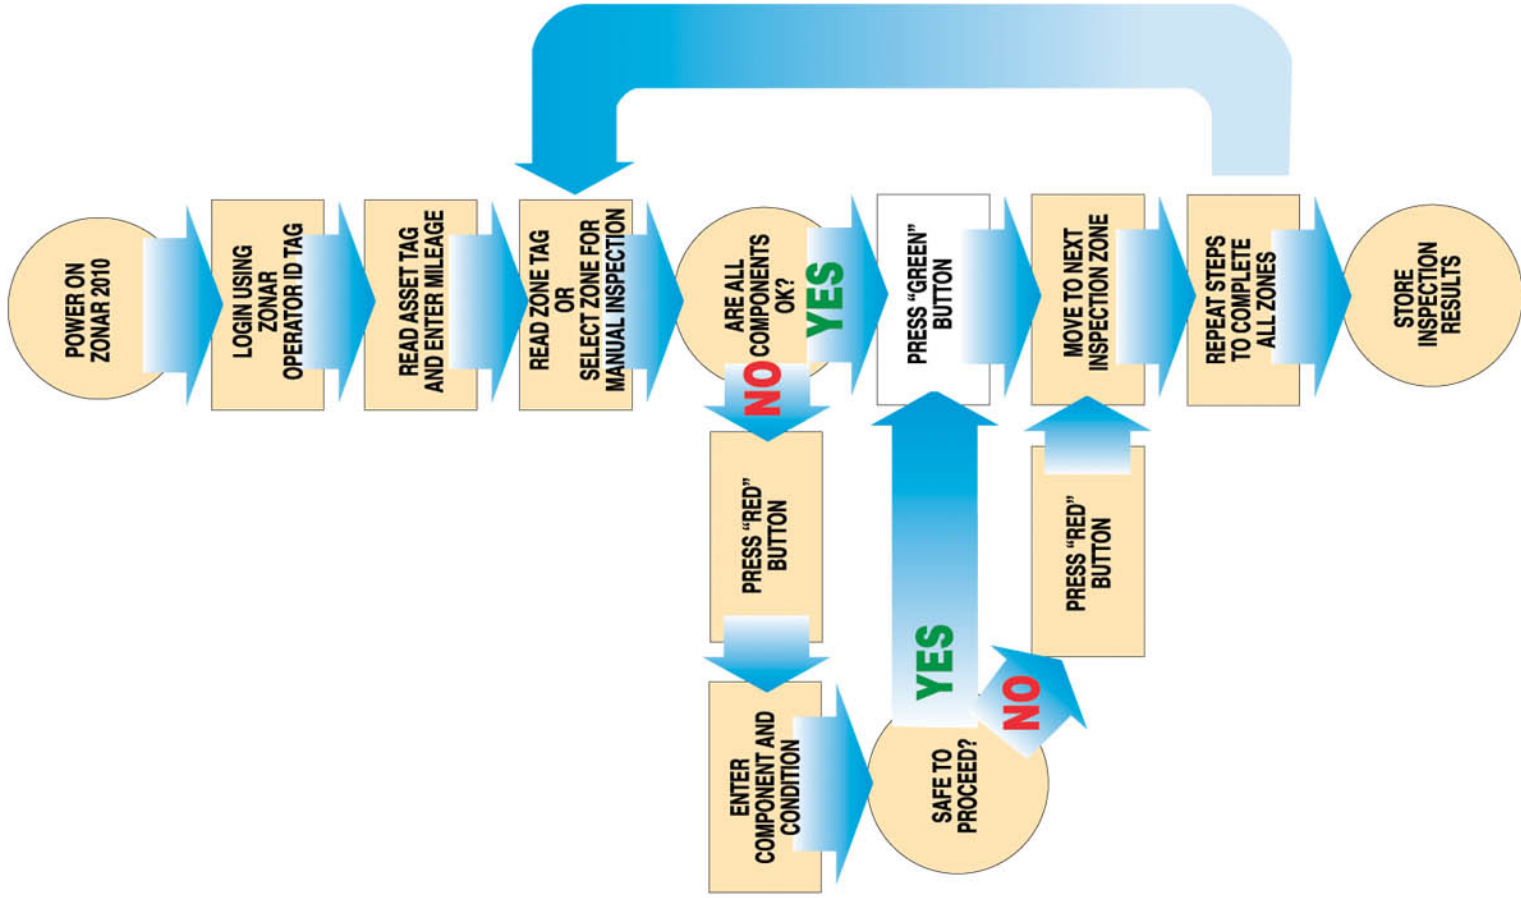 POWER ON
ZONAR 2010
LOGIN USING
ZONAR
OPERATOR ID TAG
READ ASSET TAG
AND ENTER MILEAGE
READ ZONE TAG
OR
SELECT ZONE FOR
MANUAL INSPECTION
ARE ALL
COMPONENTS
OK?
YES
NO
PRESS “GREEN”
BUTTON
MOVE TO NEXT
INSPECTION ZONE
REPEAT STEPS
TO COMPLETE
ALL ZONES
STORE
INSPECTION
RESULTS
PRESS “RED”
BUTTON
ENTER
COMPONENT AND
CONDITION
SAFE TO
PROCEED?
YES
NO
PRESS “RED”
BUTTON